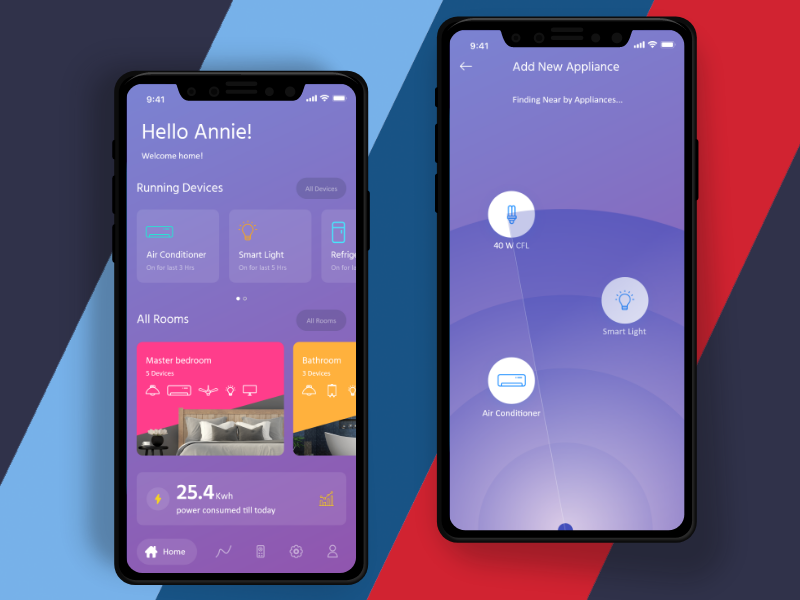 9:41
Hello Annie!
Welcome home!
Running Devices
All Devices
Air Conditioner
On for last 3 Hrs
Smart Light
On for last 5 Hrs
Refrige
On for la
All Rooms
All Rooms
Master bedroom
5 Devices
Bathroom
3 Devices
25.4 Kwh
power consumed till today
Home
9:41
Add New Appliance
Finding Near by Appliances...
40 W CFL
Smart Light
Air Conditioner